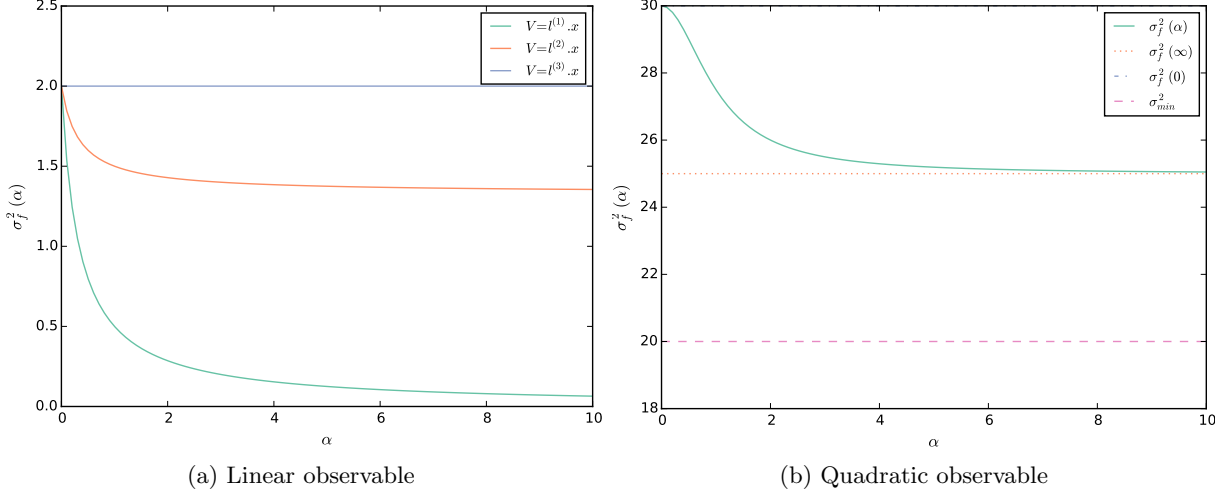 2.5
2.0
1.5
1.0
0.5
0.0
σ_f^2 (α)
0 2 4 6 8 10
α
V=l^(1).x
V=l^(2).x
V=l^(3).x
(a) Linear observable
30
28
26
24
22
20
18
σ_f^2 (α)
0 2 4 6 8 10
α
σ_f^2 (α)
σ_f^2 (∞)
σ_f^2 (0)
σ_min^2
(b) Quadratic observable